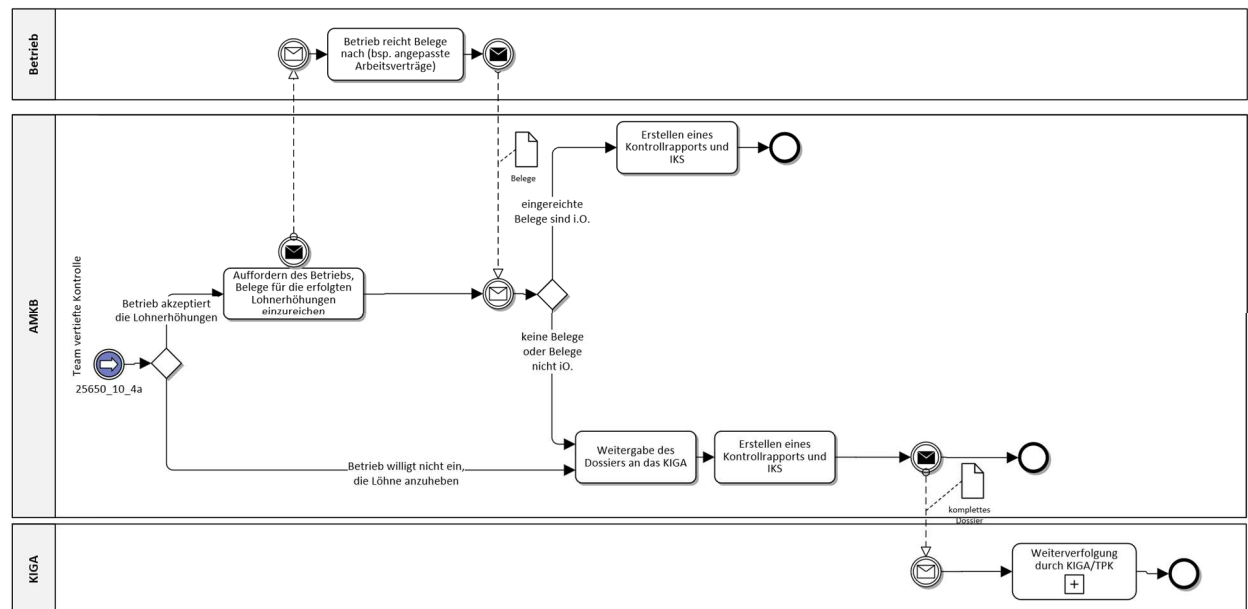 Betrieb
Betrieb reicht Belege
nach (bsp. angepasste
Arbeitsverträge)
AMKB
Team vertiefte Kontrolle
25650_10_4a
Betrieb akzeptiert
die Lohnerhöhungen
Auffordern des Betriebs,
Belege für die erfolgten
Lohnerhöhungen
einzureichen
Belege
eingereichte
Belege sind i.O.
Erstellen eines
Kontrollrapports und
IKS
keine Belege
oder Belege
nicht iO.
Betrieb willigt nicht ein,
die Löhne anzuheben
Weitergabe des
Dossiers an das KIGA
Erstellen eines
Kontrollrapports und
IKS
komplettes
Dossier
KIGA
Weiterverfolgung
durch KIGA/TPK